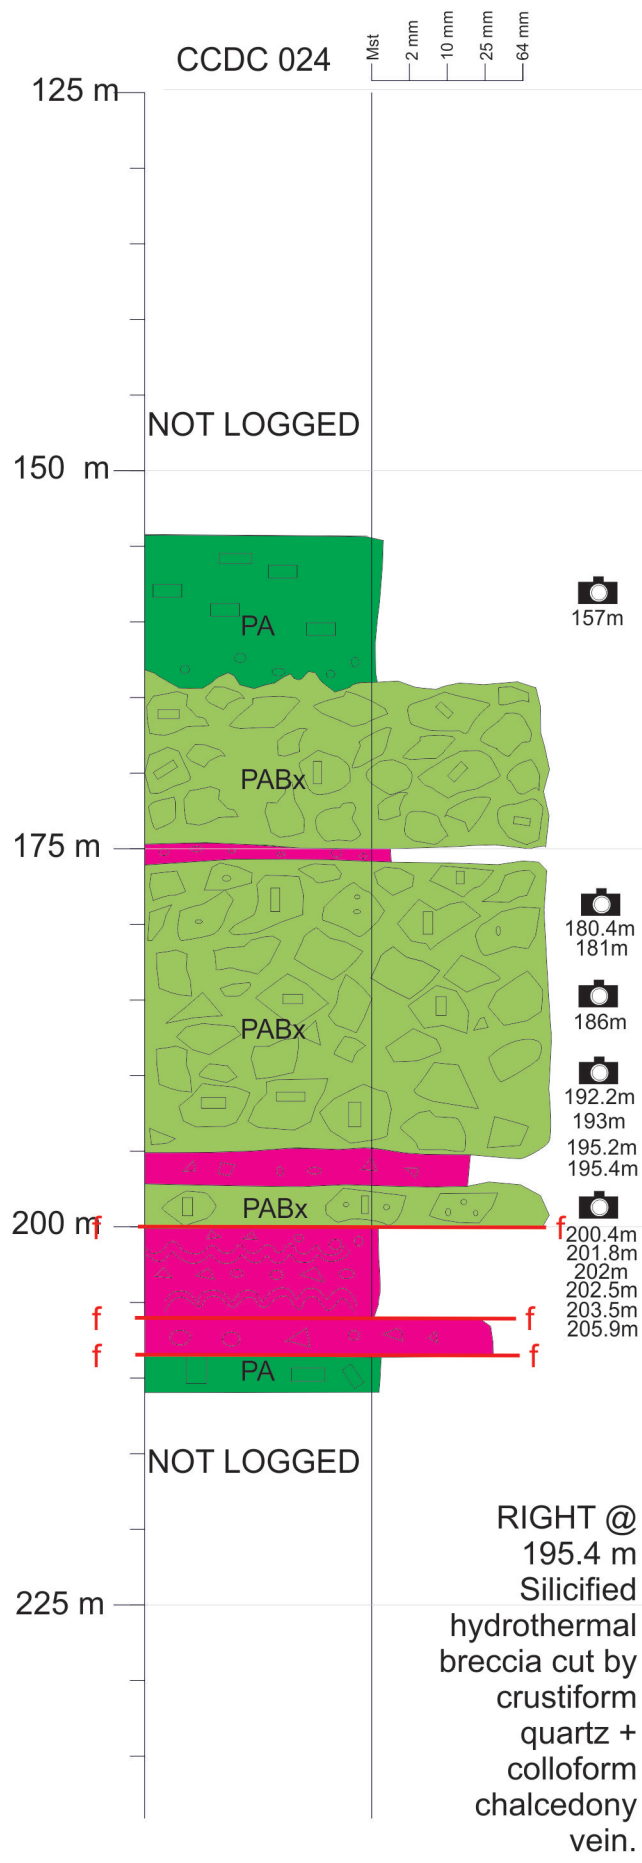 CCDC 024
Mst
2 mm
10 mm
25 mm
64 mm
125 m
NOT LOGGED
150 m
PA
157m
PABx
175 m
180.4m
181m
186m
PABx
192.2m
193m
195.2m
195.4m
PABx
200 m
f
f
200.4m
201.8m
202m
202.5m
203.5m
205.9m
f
f
f
f
PA
NOT LOGGED
RIGHT @
195.4 m
Silicified
hydrothermal
breccia cut by
crustiform
quartz +
colloform
chalcedony
vein.
225 m